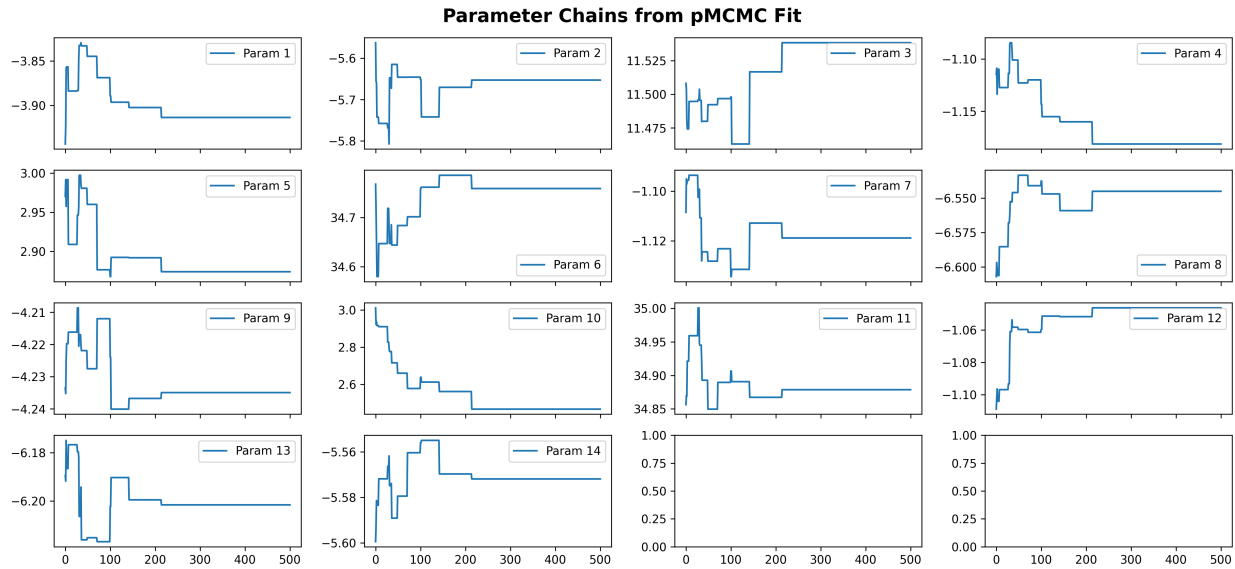 Parameter Chains from pMCMC Fit
Param 1
−3.85
−3.90
Param 2
−5.6
−5.7
−5.8
Param 3
11.525
11.500
11.475
Param 4
−1.10
−1.15
Param 5
3.00
2.95
2.90
Param 6
34.7
34.6
Param 7
−1.10
−1.12
Param 8
−6.550
−6.575
−6.600
Param 9
−4.21
−4.22
−4.23
−4.24
Param 10
3.0
2.8
2.6
Param 11
35.00
34.95
34.90
34.85
Param 12
−1.06
−1.08
−1.10
Param 13
−6.18
−6.20
0 100 200 300 400 500
Param 14
−5.56
−5.58
−5.60
0 100 200 300 400 500
1.00
0.75
0.50
0.25
0.00
0 100 200 300 400 500
1.00
0.75
0.50
0.25
0.00
0 100 200 300 400 500